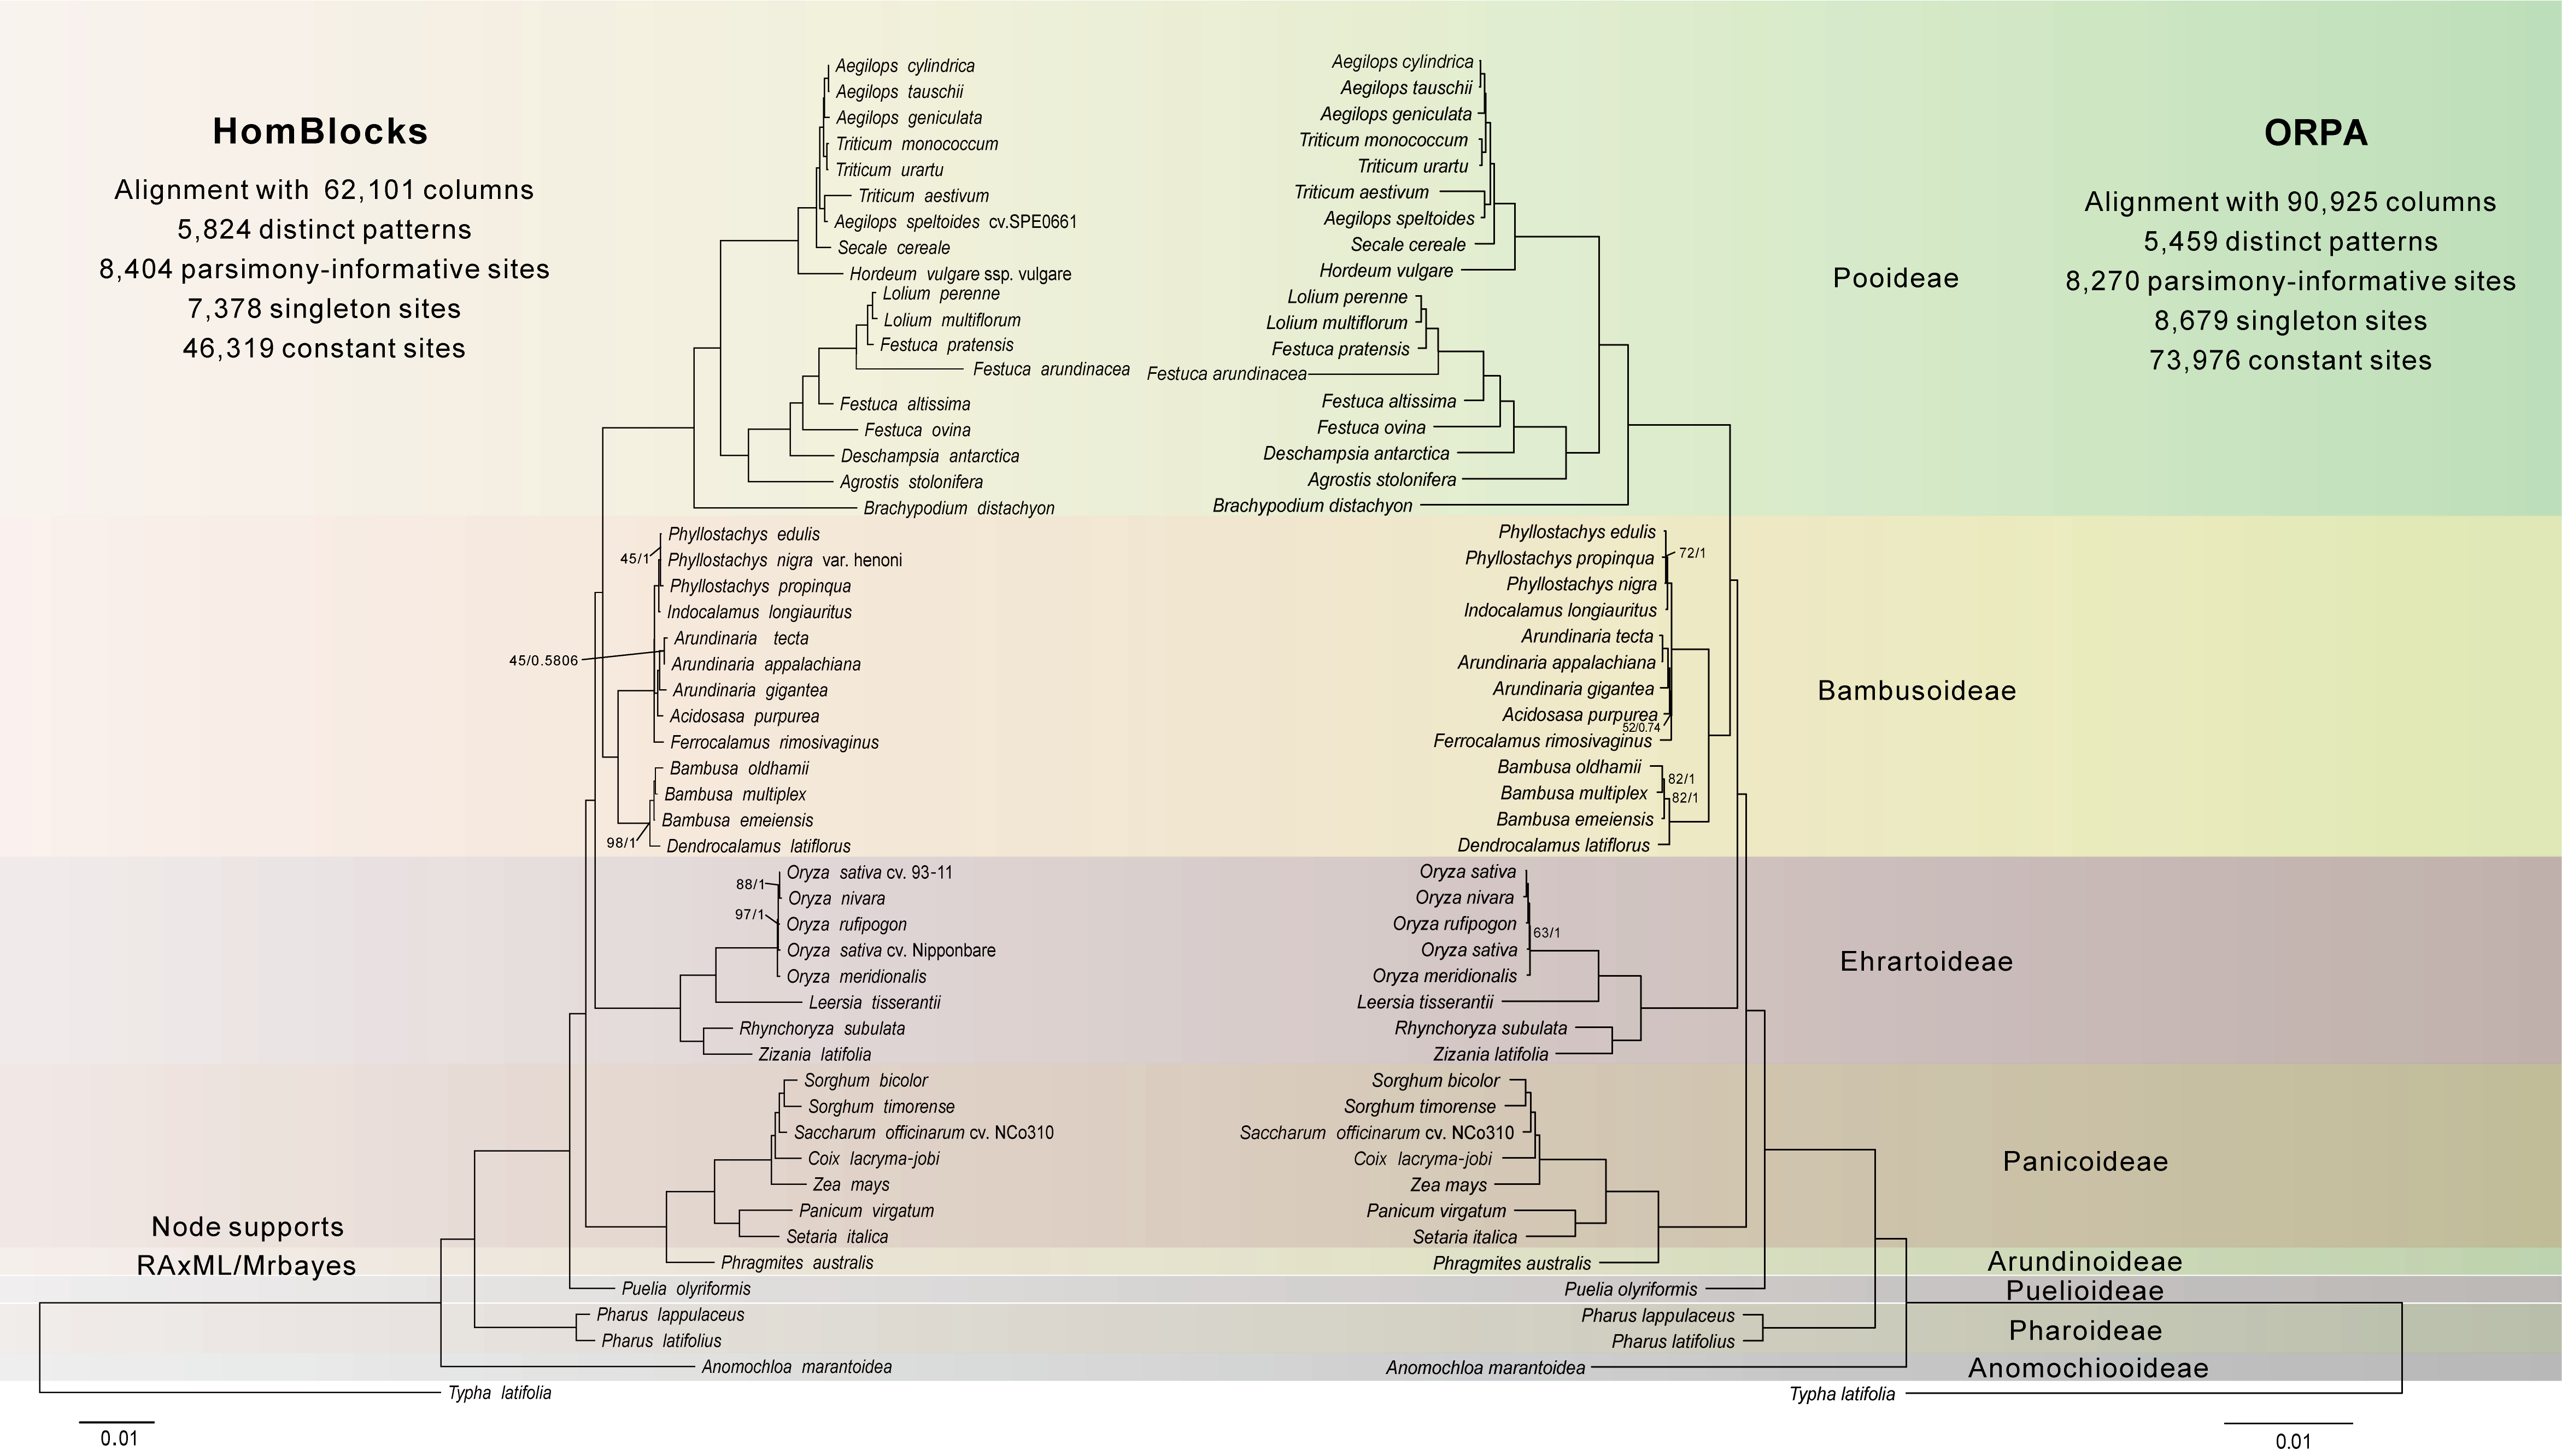 HomBlocks
Alignment with 62,101 columns
5,824 distinct patterns
8,404 parsimony-informative sites
7,378 singleton sites
46,319 constant sites
Aegilops cylindrica
Aegilops tauschii
Aegilops geniculata
Triticum monococcum
Triticum urartu
Triticum aestivum
Aegilops speltoides cv.SPE0661
Secale cereale
Hordeum vulgare ssp. vulgare
Lolium perenne
Lolium multiflorum
Festuca pratensis
Festuca arundinacea
Festuca altissima
Festuca ovina
Deschampsia antarctica
Agrostis stolonifera
Brachypodium distachyon
Phyllostachys edulis
45/1
Phyllostachys nigra var. henoni
Phyllostachys propinqua
Indocalamus longiauritus
Arundinaria tecta
45/0.5806
Arundinaria appalachiana
Arundinaria gigantea
Acidosasa purpurea
Ferrocalamus rimosivaginus
Bambusa oldhamii
Bambusa multiplex
Bambusa emeiensis
98/1
Dendrocalamus latiflorus
Oryza sativa cv. 93-11
88/1
Oryza nivara
97/1
Oryza rufipogon
Oryza sativa cv. Nipponbare
Oryza meridionalis
Leersia tisserantii
Rhynchoryza subulata
Zizania latifolia
Sorghum bicolor
Sorghum timorense
Saccharum officinarum cv. NCo310
Coix lacryma-jobi
Zea mays
Panicum virgatum
Setaria italica
Phragmites australis
Puelia olyriformis
Pharus lappulaceus
Pharus latifolius
Anomochloa marantoidea
Typha latifolia
Node supports
RAxML/Mrbayes
0.01
Aegilops cylindrica
Aegilops tauschii
Aegilops geniculata
Triticum monococcum
Triticum urartu
Triticum aestivum
Aegilops speltoides
Secale cereale
Hordeum vulgare
Lolium perenne
Lolium multiflorum
Festuca pratensis
Festuca arundinacea
Festuca altissima
Festuca ovina
Deschampsia antarctica
Agrostis stolonifera
Brachypodium distachyon
Phyllostachys edulis
72/1
Phyllostachys propinqua
Phyllostachys nigra
Indocalamus longiauritus
Arundinaria tecta
Arundinaria appalachiana
Arundinaria gigantea
Acidosasa purpurea
52/0.74
Ferrocalamus rimosivaginus
Bambusa oldhamii
82/1
Bambusa multiplex
82/1
Bambusa emeiensis
Dendrocalamus latiflorus
Oryza sativa
Oryza nivara
Oryza rufipogon
63/1
Oryza sativa
Oryza meridionalis
Leersia tisserantii
Rhynchoryza subulata
Zizania latifolia
Sorghum bicolor
Sorghum timorense
Saccharum officinarum cv. NCo310
Coix lacryma-jobi
Zea mays
Panicum virgatum
Setaria italica
Phragmites australis
Puelia olyriformis
Pharus lappulaceus
Pharus latifolius
Anomochloa marantoidea
Typha latifolia
ORPA
Alignment with 90,925 columns
5,459 distinct patterns
8,270 parsimony-informative sites
8,679 singleton sites
73,976 constant sites
Pooideae
Bambusoideae
Ehrartoideae
Panicoideae
Arundinoideae
Puelioideae
Pharoideae
Anomochiooideae
0.01